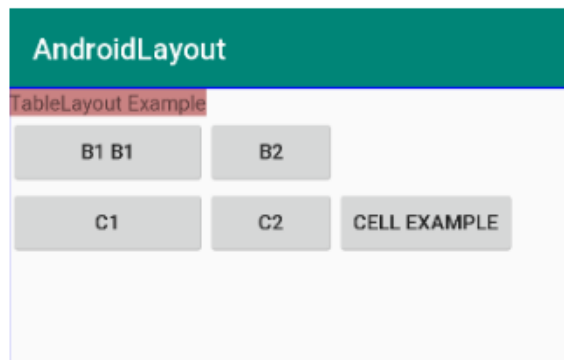 AndroidLayout
TableLayout Example
B1 B1 B2
C1 C2 CELL EXAMPLE